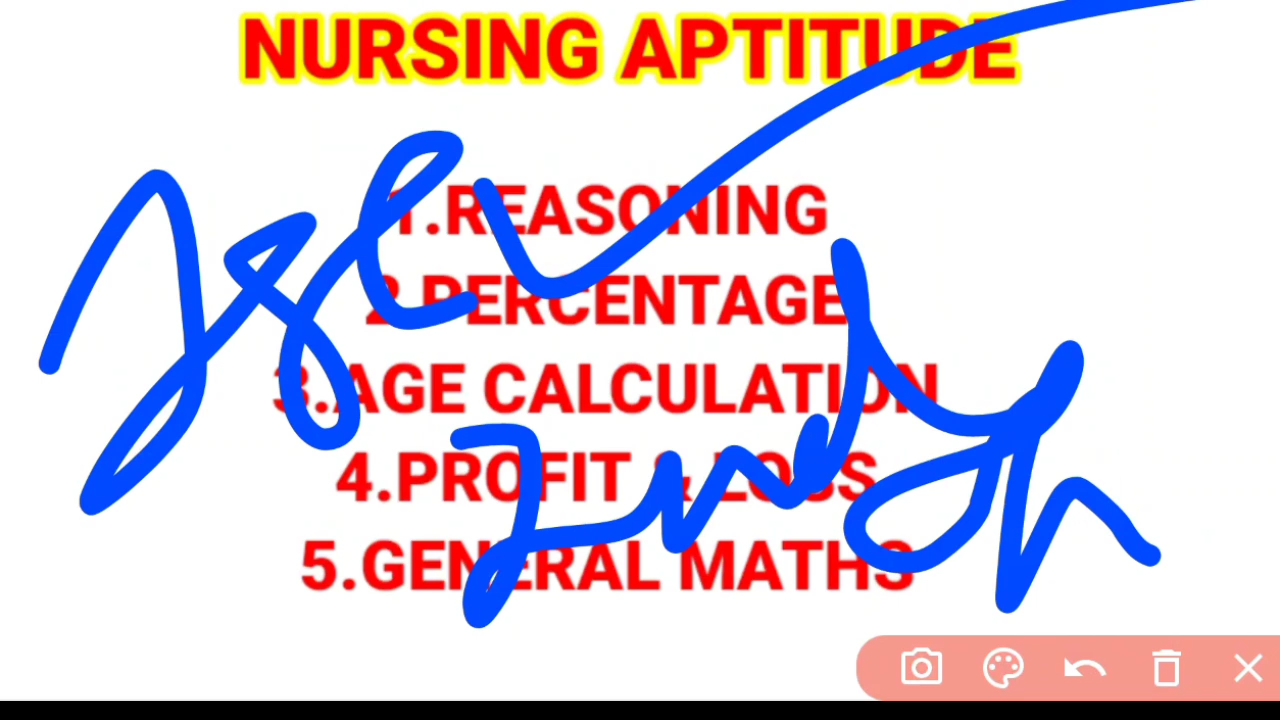 NURSING APTITUDE
1.REASONING
2.PERCENTAGE
3.AGE CALCULATION
4.PROFIT & LOSS
5.GENERAL MATHS